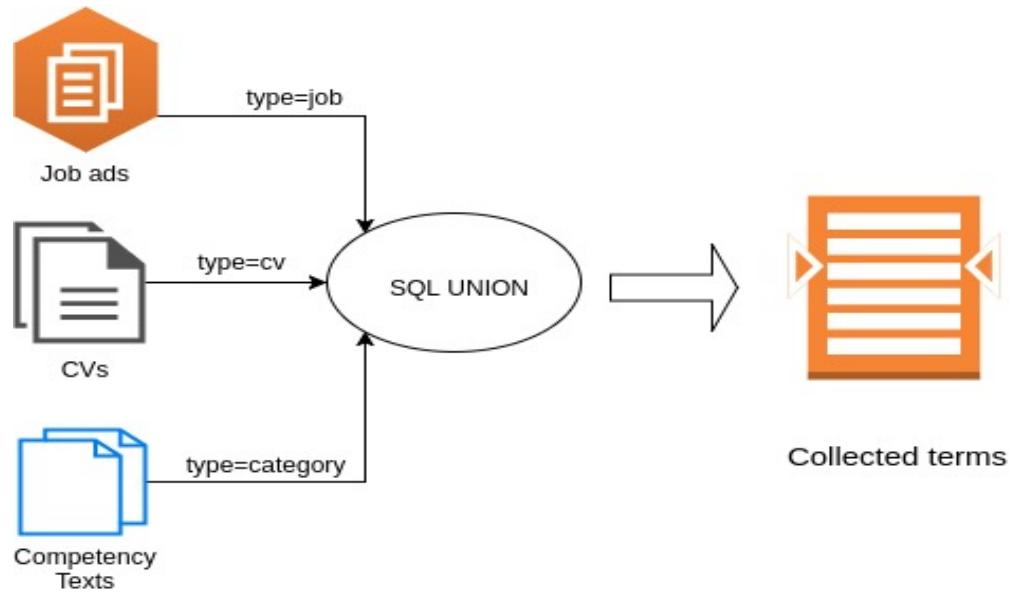 type=job
Job ads
type=cv
SQL UNION
CVs
type=category
Collected terms
Competency
Texts